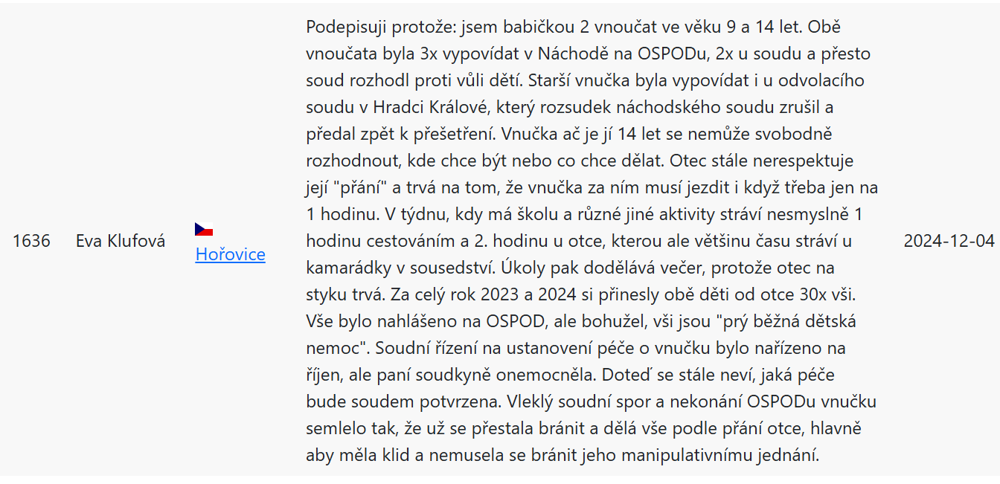 Podepisuji protože: jsem babičkou 2 vnoučat ve věku 9 a 14 let. Obě
vnoučata byla 3x vypovídat v Náchodě na OSPODu, 2x u soudu a přesto
soud rozhodl proti vůli dětí. Starší vnučka byla vypovídat i u odvolacího
soudu v Hradci Králové, který rozsudek náchodského soudu zrušil a
předal zpět k přešetření. Vnučka ač je jí 14 let se nemůže svobodně
rozhodnout, kde chce být nebo co chce dělat. Otec stále nerespektuje
její "přání" a trvá na tom, že vnučka za ním musí jezdit i když třeba jen na
1 hodinu. V týdnu, kdy má školu a různé jiné aktivity stráví nesmyslně 1
1636 Eva Klufová hodinu cestováním a 2. hodinu u otce, kterou ale většinu času stráví u 2024-12-04
Hořovice kamarádky v sousedství. Úkoly pak dodělává večer, protože otec na
styku trvá. Za celý rok 2023 a 2024 si přinesly obě děti od otce 30x vši.
Vše bylo nahlášeno na OSPOD, ale bohužel, vši jsou "prý běžná dětská
nemoc". Soudní řízení na ustanovení péče o vnučku bylo nařízeno na
říjen, ale paní soudkyně onemocněla. Doteď se stále neví, jaká péče
bude soudem potvrzena. Vleklý soudní spor a nekonání OSPODu vnučku
semlelo tak, že už se přestala bránit a dělá vše podle přání otce, hlavně
aby měla klid a nemusela se bránit jeho manipulativnímu jednání.